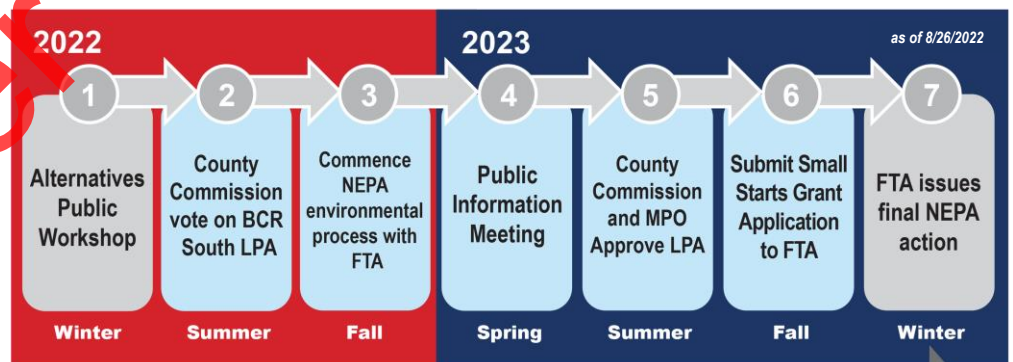 2022
2023
as of 8/26/2022
1
2
3
4
5
6
7
Alternatives
Public
Workshop
County
Commission
vote on BCR
South LPA
Commence
NEPA
environmental
process with
FTA
Public
Information
Meeting
County
Commission
and MPO
Approve LPA
Submit Small
Starts Grant
Application
to FTA
FTA issues
final NEPA
action
Winter
Summer
Fall
Spring
Summer
Fall
Winter